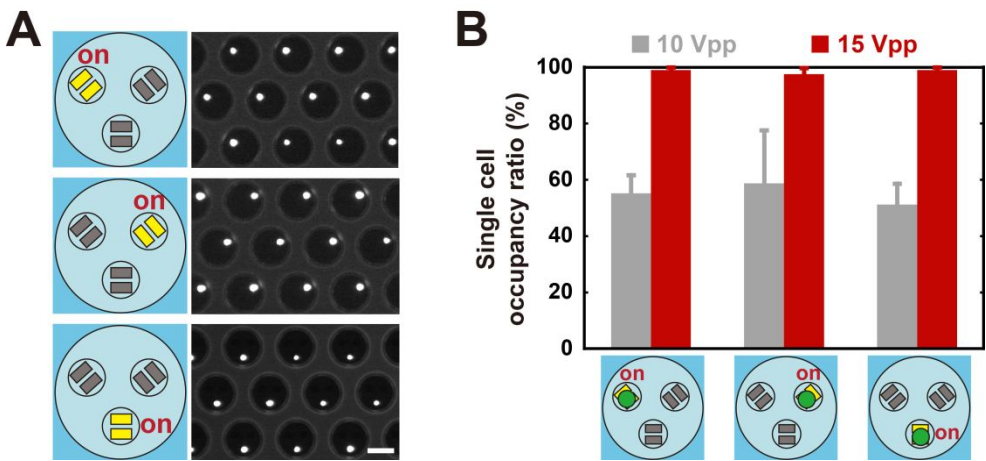 A
on
on
on
B
10 Vpp 15 Vpp
Single cell
occupancy ratio (%)
100
80
60
40
20
0
on
on
on